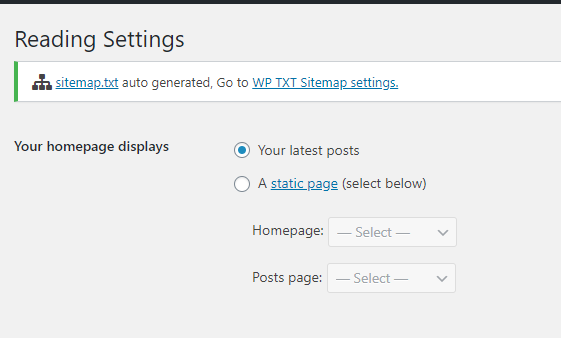 Reading Settings
sitemap.txt auto generated, Go to WP TXT Sitemap settings.
Your homepage displays
Your latest posts
A static page (select below)
Homepage: — Select —
Posts page: — Select —